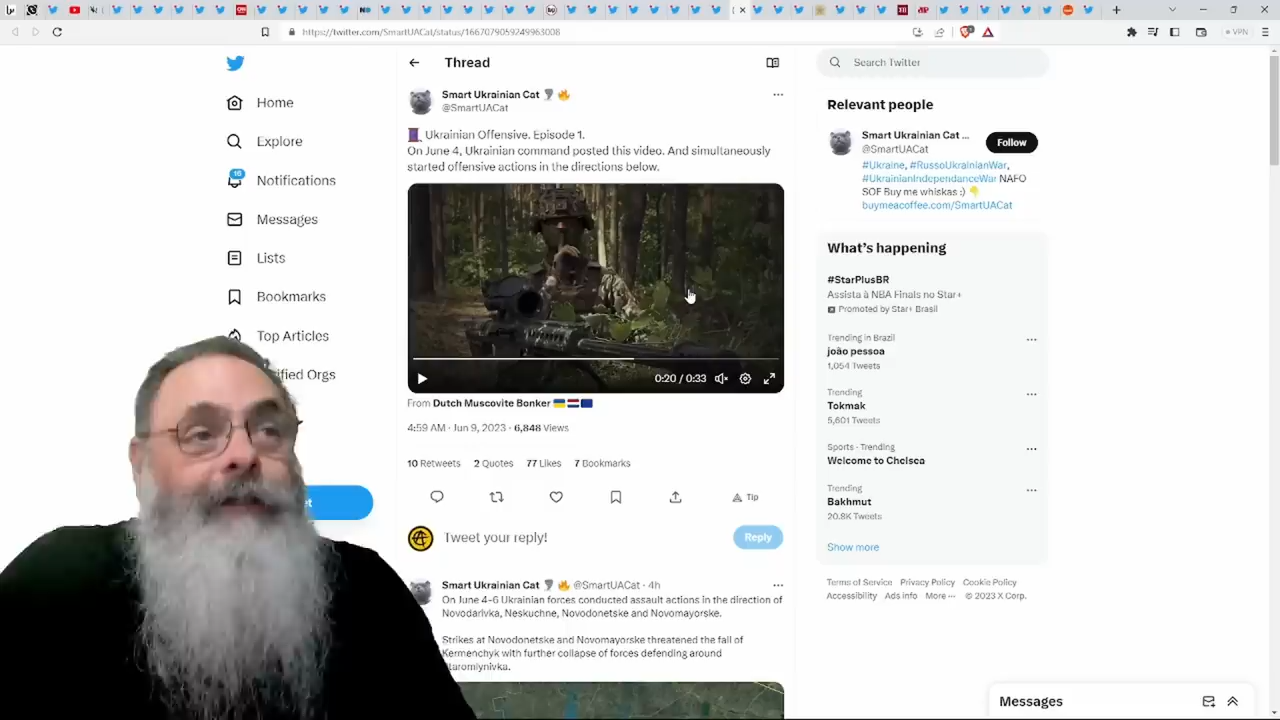 https://twitter.com/SmartUACat/status/1667079059249963008
VPN
Home
Explore
16
Notifications
Messages
Lists
Bookmarks
Top Articles
Orgs
Thread
Smart Ukrainian Cat
@SmartUACat
Ukrainian Offensive. Episode 1.
On June 4, Ukrainian command posted this video. And simultaneously
started offensive actions in the directions below.
0:20 / 0:33
From Dutch Muscovite Bonker
4:59 AM · Jun 9, 2023 · 6,848 Views
10 Retweets 2 Quotes 77 Likes 7 Bookmarks
Tip
Tweet your reply!
Reply
Smart Ukrainian Cat @SmartUACat · 4h
On June 4-6 Ukrainian forces conducted assault actions in the direction of
Novodarivka, Neskuchne, Novodonetske and Novomayorske.
Strikes at Novodonetske and Novomayorske threatened the fall of
Kermenchyk with further collapse of forces defending around
Staromlynivka.
Search Twitter
Relevant people
Smart Ukrainian Cat ...
@SmartUACat
Follow
#Ukraine, #RussoUkrainianWar,
#UkrainianIndependanceWar NAFO
SOF Buy me whiskas :)
buymeacoffee.com/SmartUACat
What's happening
#StarPlusBR
Assista à NBA Finals no Star+
Promoted by Star+ Brasil
Trending in Brazil
joão pessoa
1,054 Tweets
Trending
Tokmak
5,601 Tweets
Sports · Trending
Welcome to Chelsea
Trending
Bakhmut
20.8K Tweets
Show more
Terms of Service Privacy Policy Cookie Policy
Accessibility Ads info More ··· © 2023 X Corp.
Messages